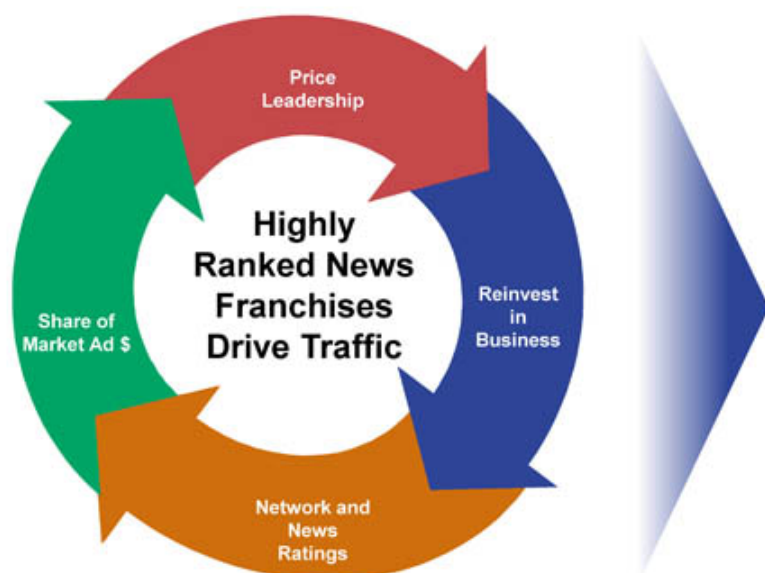 Price
Leadership
Highly
Ranked News
Franchises
Drive Traffic
Reinvest
in
Business
Share of
Market Ad $
Network and
News
Ratings